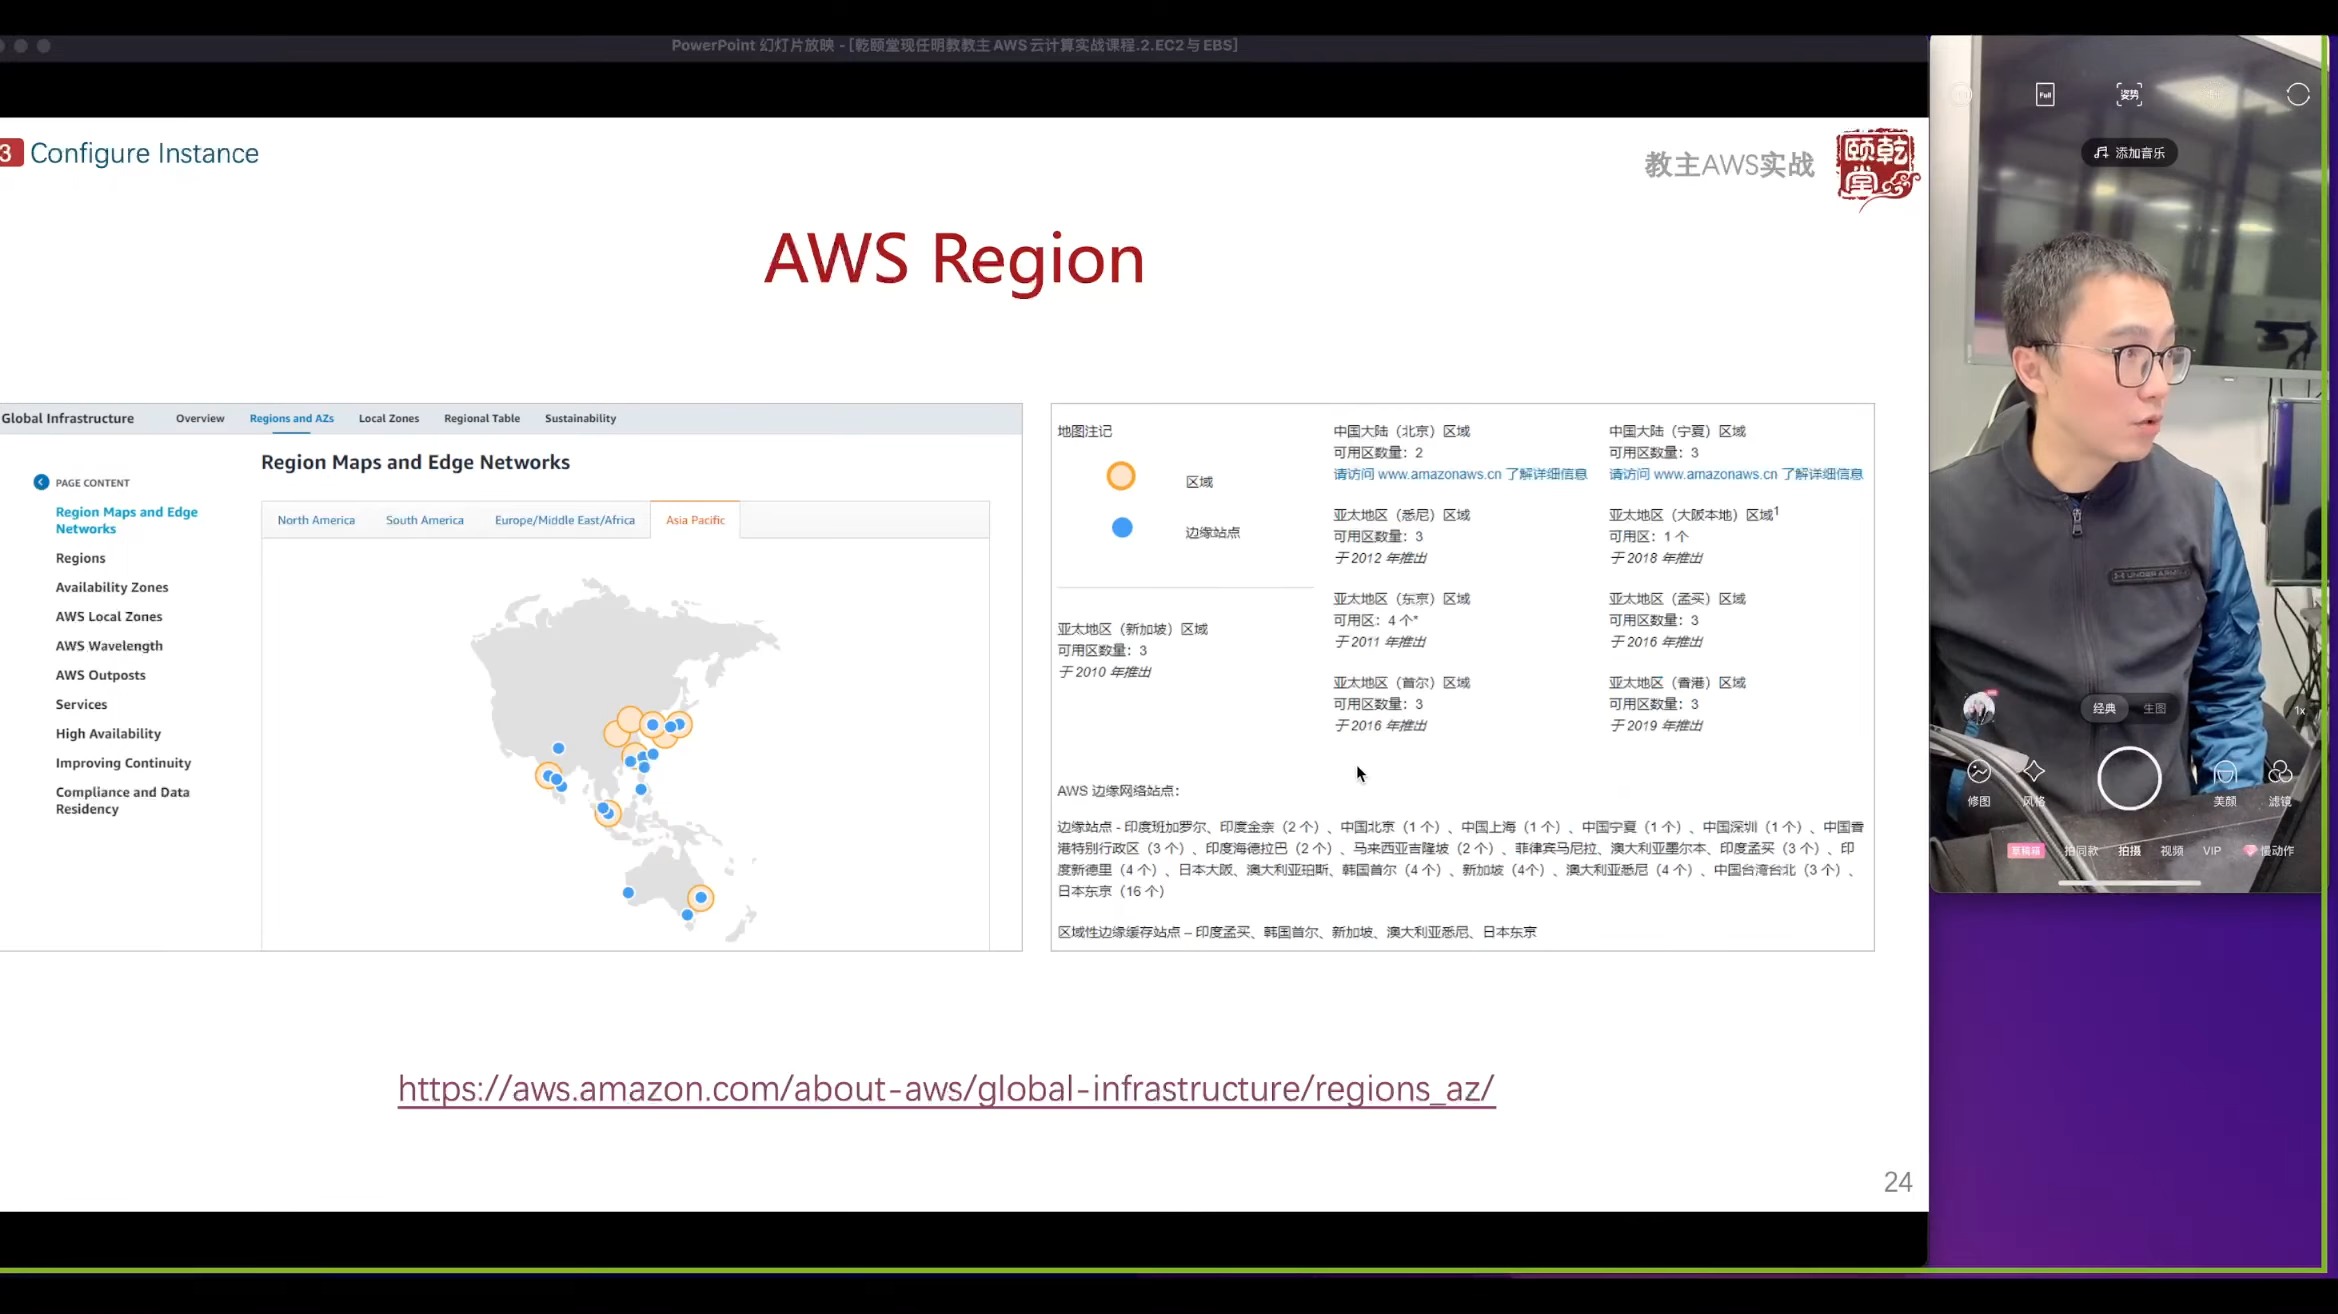 PowerPoint 幻灯片放映 - [乾颐堂现任明教教主 AWS 云计算实战课程.2.EC2 与 EBS]
3 Configure Instance
教主AWS实战
乾颐堂
AWS Region
Global Infrastructure
Overview
Regions and AZs
Local Zones
Regional Table
Sustainability
PAGE CONTENT
Region Maps and Edge
Networks
Regions
Availability Zones
AWS Local Zones
AWS Wavelength
AWS Outposts
Services
High Availability
Improving Continuity
Compliance and Data
Residency
Region Maps and Edge Networks
North America
South America
Europe/Middle East/Africa
Asia Pacific
地图注记
区域
边缘站点
亚太地区（新加坡）区域
可用区数量：3
于 2010 年推出
中国大陆（北京）区域
可用区数量：2
请访问 www.amazonaws.cn 了解详细信息
亚太地区（悉尼）区域
可用区数量：3
于 2012 年推出
亚太地区（东京）区域
可用区：4 个*
于 2011 年推出
亚太地区（首尔）区域
可用区数量：3
于 2016 年推出
中国大陆（宁夏）区域
可用区数量：3
请访问 www.amazonaws.cn 了解详细信息
亚太地区（大阪本地）区域1
可用区：1 个
于 2018 年推出
亚太地区（孟买）区域
可用区数量：3
于 2016 年推出
亚太地区（香港）区域
可用区数量：3
于 2019 年推出
AWS 边缘网络站点：
边缘站点 - 印度班加罗尔、印度金奈（2 个）、中国北京（1 个）、中国上海（1 个）、中国宁夏（1 个）、中国深圳（1 个）、中国香
港特别行政区（3 个）、印度海德拉巴（2 个）、马来西亚吉隆坡（2 个）、菲律宾马尼拉、澳大利亚墨尔本、印度孟买（3 个）、印
度新德里（4 个）、日本大阪、澳大利亚珀斯、韩国首尔（4 个）、新加坡（4个）、澳大利亚悉尼（4 个）、中国台湾台北（3 个）、
日本东京（16 个）
区域性边缘缓存站点 – 印度孟买、韩国首尔、新加坡、澳大利亚悉尼、日本东京
https://aws.amazon.com/about-aws/global-infrastructure/regions_az/
24
Full
姿势
添加音乐
UNDER ARMOUR
经典
生图
1x
修图
风格
美颜
滤镜
草稿箱
拍同款
拍摄
视频
VIP
慢动作